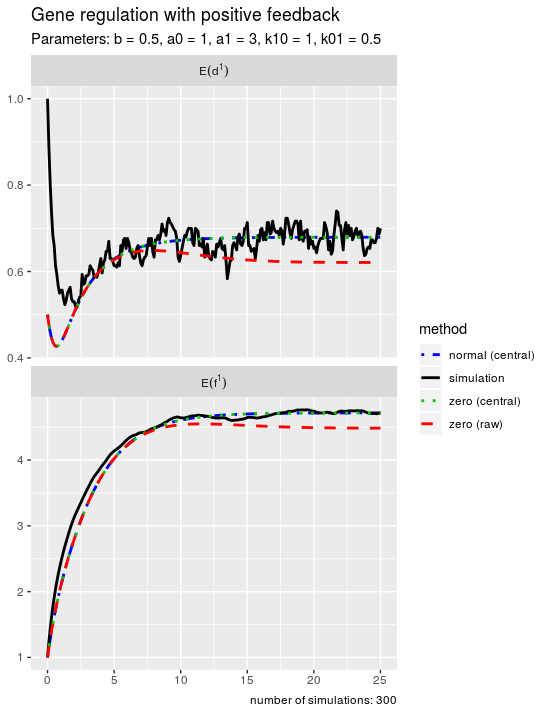 Gene regulation with positive feedback
Parameters: b = 0.5, a0 = 1, a1 = 3, k10 = 1, k01 = 0.5
E(d¹)
1.0
0.8
0.6
0.4
E(f¹)
4
3
2
1
0 5 10 15 20 25
number of simulations: 300
method
normal (central)
simulation
zero (central)
zero (raw)